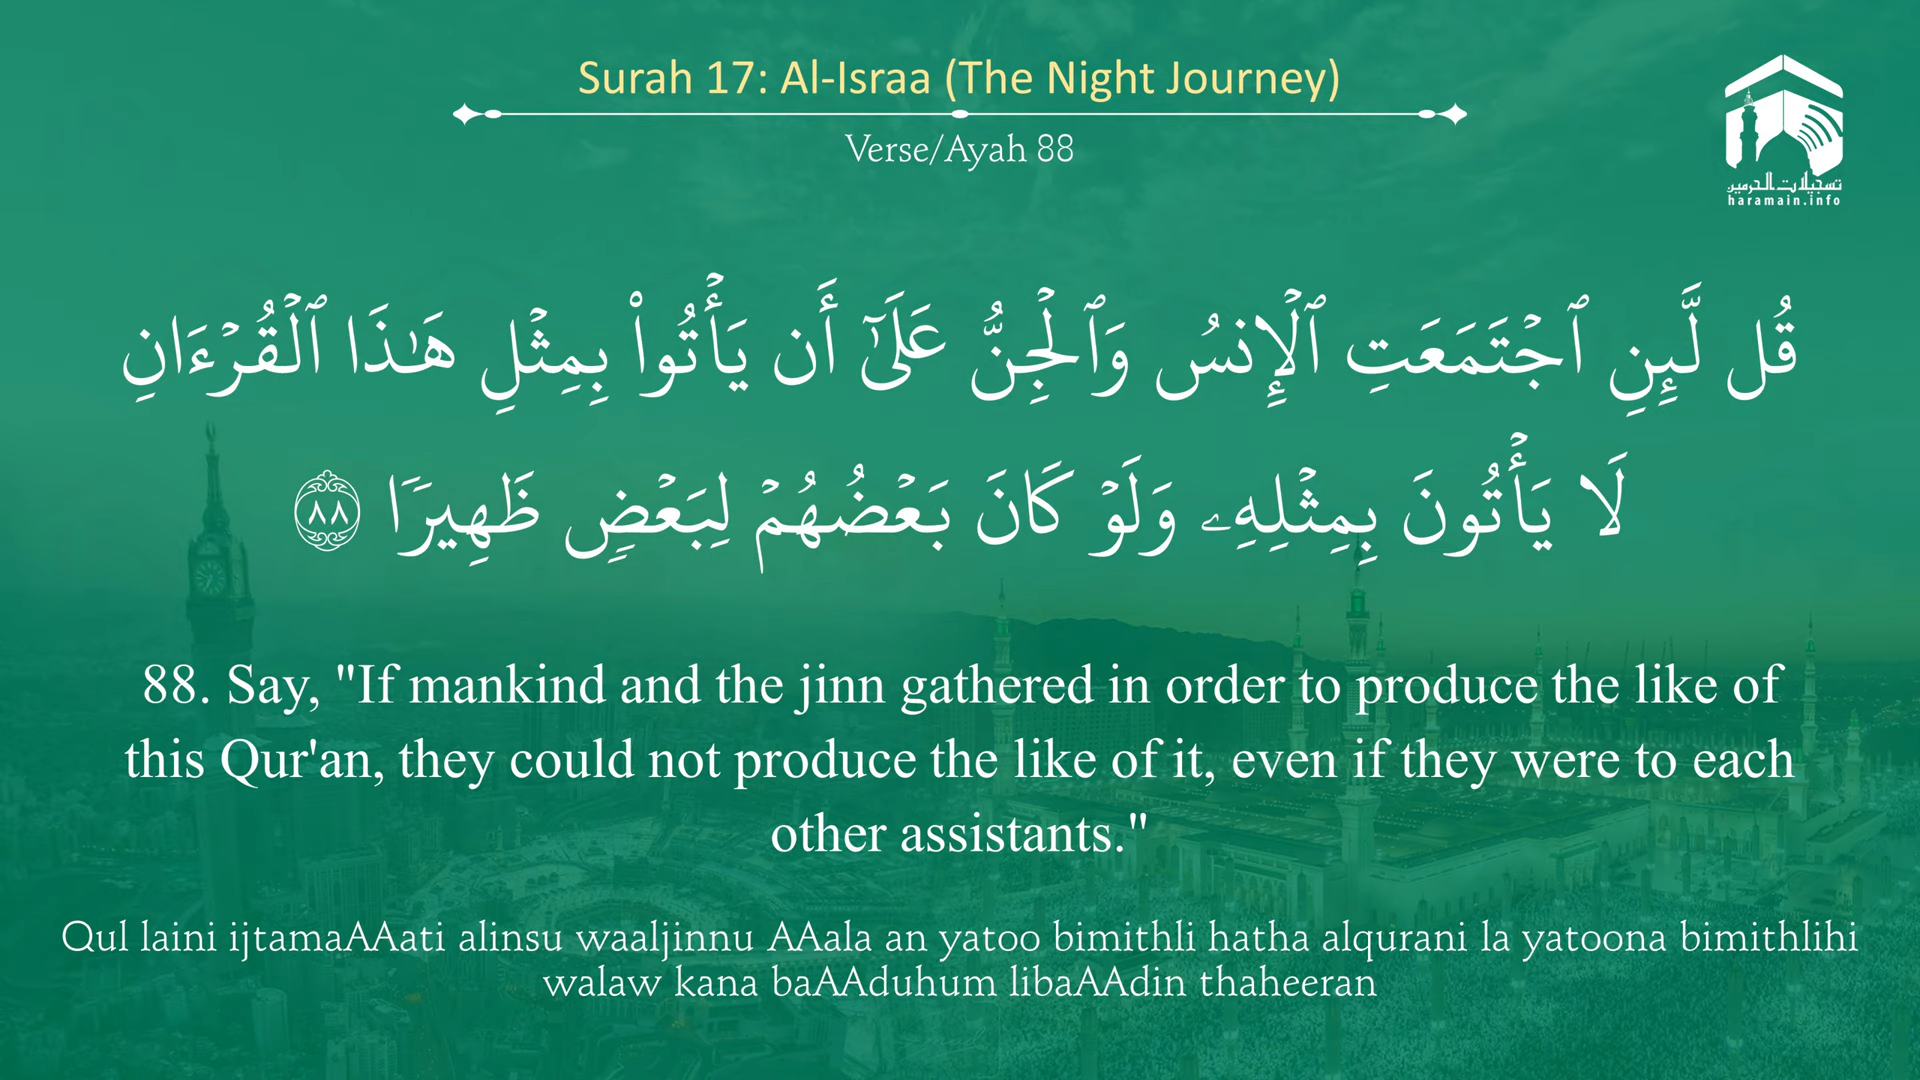 Surah 17: Al-Israa (The Night Journey)
Verse/Ayah 88
تسجيلات الحرمين
haramain.info
قُل لَّئِنِ ٱجْتَمَعَتِ ٱلْإِنسُ وَٱلْجِنُّ عَلَىٰٓ أَن يَأْتُوا۟ بِمِثْلِ هَٰذَا ٱلْقُرْءَانِ
لَا يَأْتُونَ بِمِثْلِهِۦ وَلَوْ كَانَ بَعْضُهُمْ لِبَعْضٍ ظَهِيرًا ٨٨
88. Say, "If mankind and the jinn gathered in order to produce the like of
this Qur'an, they could not produce the like of it, even if they were to each
other assistants."
Qul laini ijtamaAAati alinsu waaljinnu AAala an yatoo bimithli hatha alqurani la yatoona bimithlihi
walaw kana baAAduhum libaAAdin thaheeran